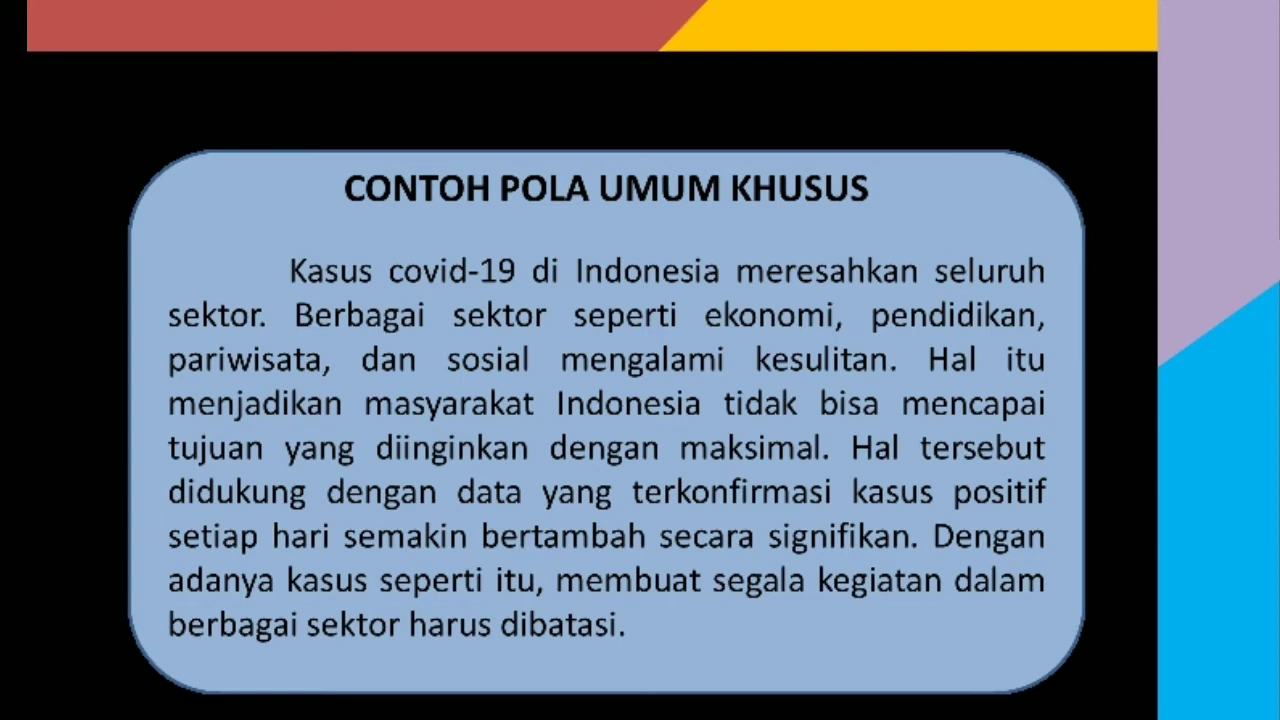 CONTOH POLA UMUM KHUSUS
Kasus covid-19 di Indonesia meresahkan seluruh
sektor. Berbagai sektor seperti ekonomi, pendidikan,
pariwisata, dan sosial mengalami kesulitan. Hal itu
menjadikan masyarakat Indonesia tidak bisa mencapai
tujuan yang diinginkan dengan maksimal. Hal tersebut
didukung dengan data yang terkonfirmasi kasus positif
setiap hari semakin bertambah secara signifikan. Dengan
adanya kasus seperti itu, membuat segala kegiatan dalam
berbagai sektor harus dibatasi.